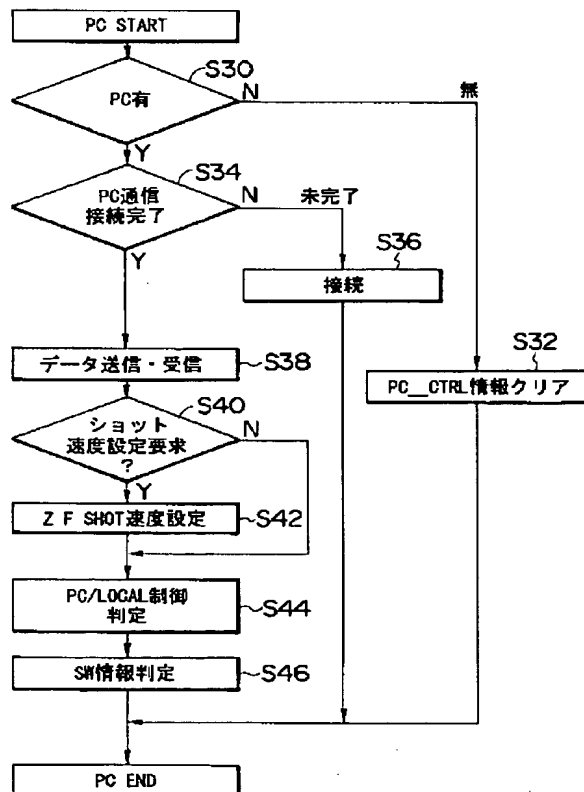 PC START
S30
PC有
N
無
Y
S34
PC通信
接続完了
N
未完了
Y
S36
接続
S32
PC__CTRL情報クリア
データ送信・受信
S38
S40
ショット
速度設定要求
?
N
Y
Z F SHOT速度設定
S42
PC/LOCAL制御
判定
S44
SW情報判定
S46
PC END